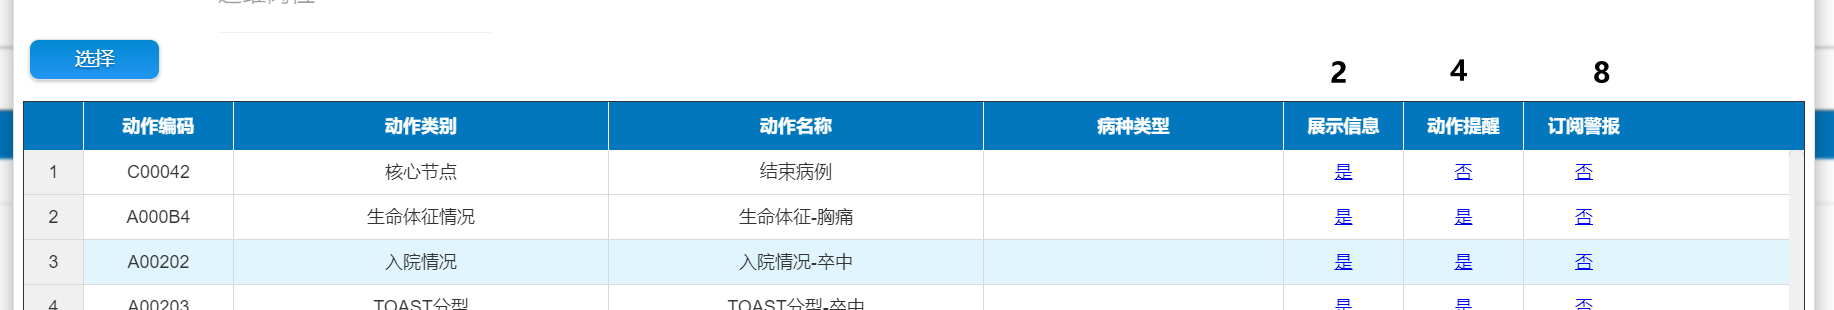 选择
2 4 8
动作编码 动作类别 动作名称 病种类型 展示信息 动作提醒 订阅警报
1 C00042 核心节点 结束病例 是 否 否
2 A000B4 生命体征情况 生命体征-胸痛 是 是 否
3 A00202 入院情况 入院情况-卒中 是 是 否
4 A00203 TOAST分型 TOAST分型-卒中 是 是 否